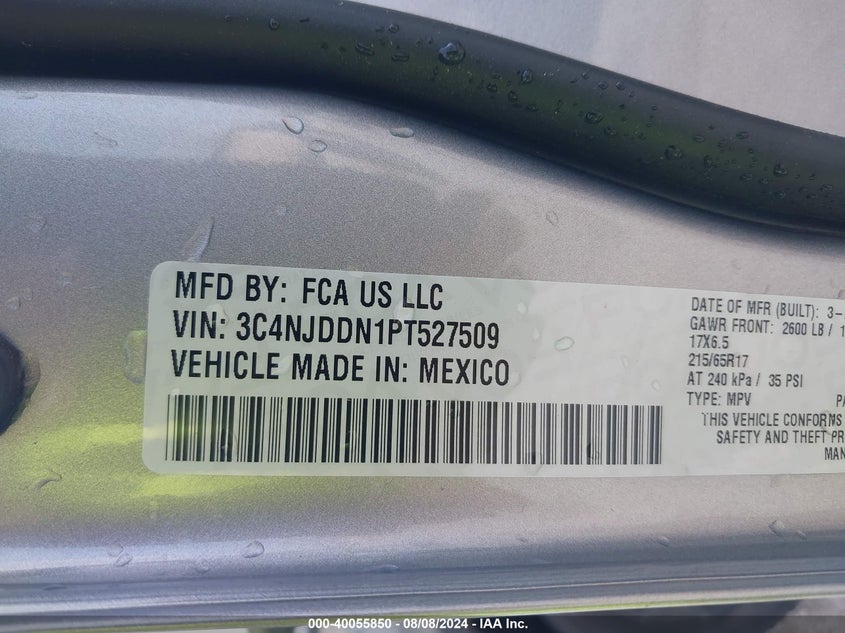 MFD BY: FCA US LLC
VIN: 3C4NJDDN1PT527509
VEHICLE MADE IN: MEXICO
DATE OF MFR (BUILT): 3-
GAWR FRONT: 2600 LB / 1
17X6.5
215/65R17
AT 240 kPa / 35 PSI
TYPE: MPV
THIS VEHICLE CONFORMS
SAFETY AND THEFT PR
MAN
000-40055850 - 08/08/2024 - IAA Inc.